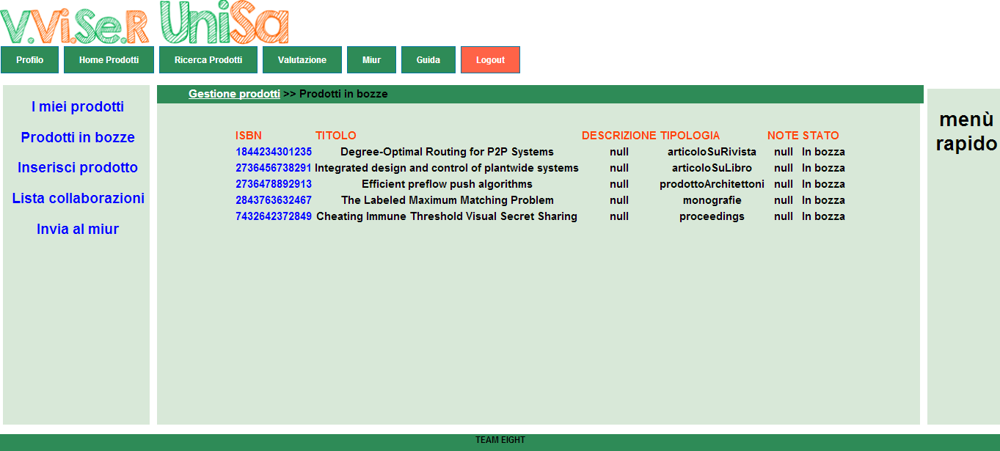 V.Vi.Se.R UniSa
Profilo Home Prodotti Ricerca Prodotti Valutazione Miur Guida Logout
I miei prodotti
Prodotti in bozze
Inserisci prodotto
Lista collaborazioni
Invia al miur
Gestione prodotti >> Prodotti in bozze
ISBN TITOLO DESCRIZIONE TIPOLOGIA NOTE STATO
1844234301235 Degree-Optimal Routing for P2P Systems null articoloSuRivista null In bozza
2736456738291 Integrated design and control of plantwide systems null articoloSuLibro null In bozza
2736478892913 Efficient preflow push algorithms null prodottoArchitettoni null In bozza
2843763632467 The Labeled Maximum Matching Problem null monografie null In bozza
7432642372849 Cheating Immune Threshold Visual Secret Sharing null proceedings null In bozza
menù
rapido
TEAM EIGHT